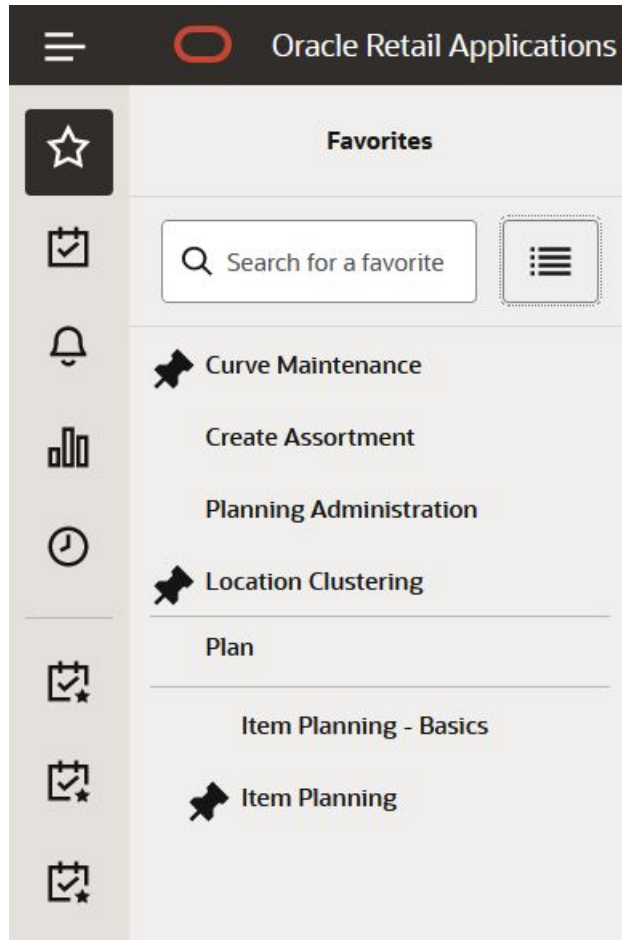 Oracle Retail Applications
Favorites
Search for a favorite
Curve Maintenance
Create Assortment
Planning Administration
Location Clustering
Plan
Item Planning - Basics
Item Planning